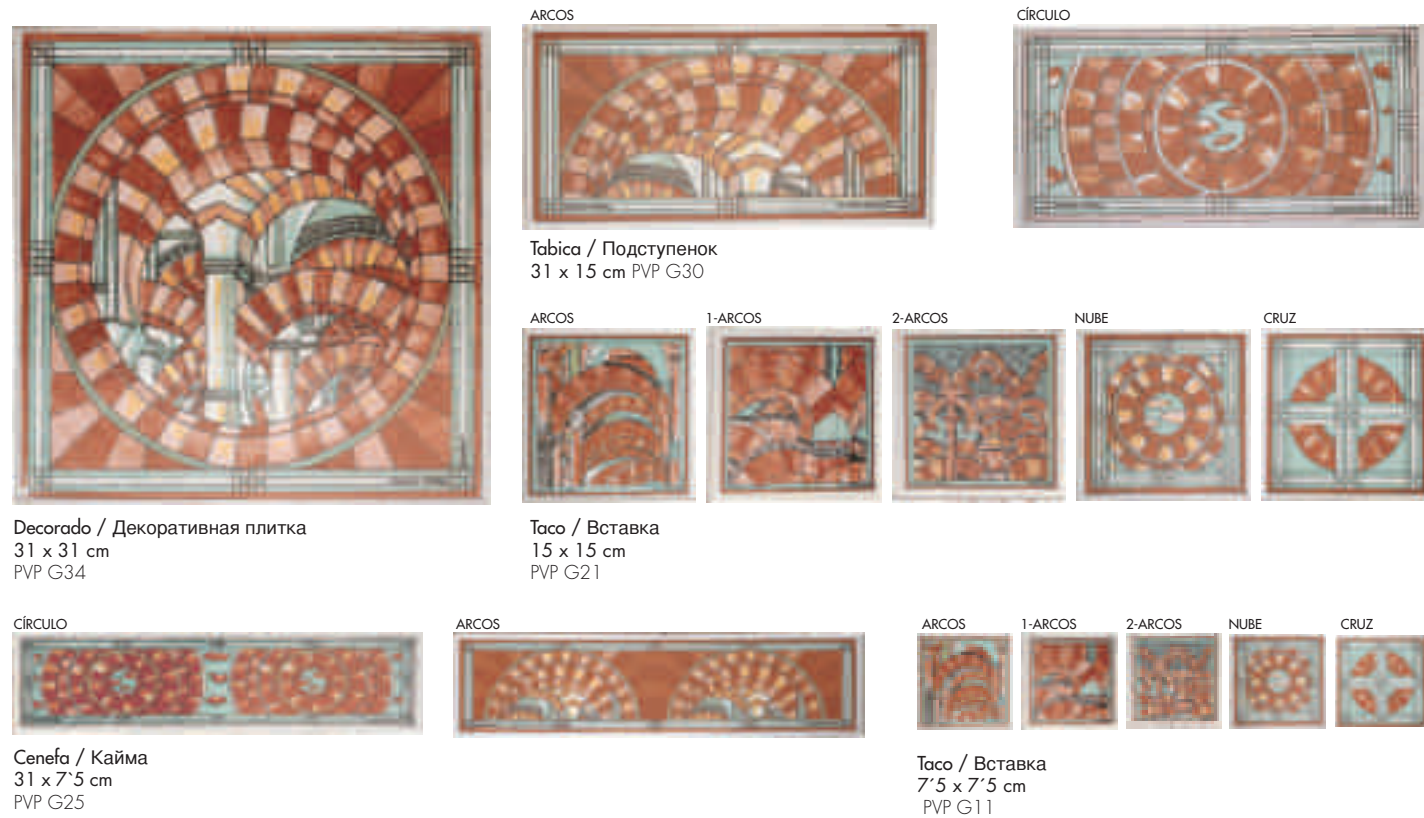 ARCOS
CÍRCULO
Tabica / Подступенок
31 x 15 cm PVP G30
ARCOS
1-ARCOS
2-ARCOS
NUBE
CRUZ
Decorado / Декоративная плитка
31 x 31 cm
PVP G34
Taco / Вставка
15 x 15 cm
PVP G21
CÍRCULO
ARCOS
ARCOS
1-ARCOS
2-ARCOS
NUBE
CRUZ
Cenefa / Кайма
31 x 7`5 cm
PVP G25
Taco / Вставка
7´5 x 7´5 cm
PVP G11